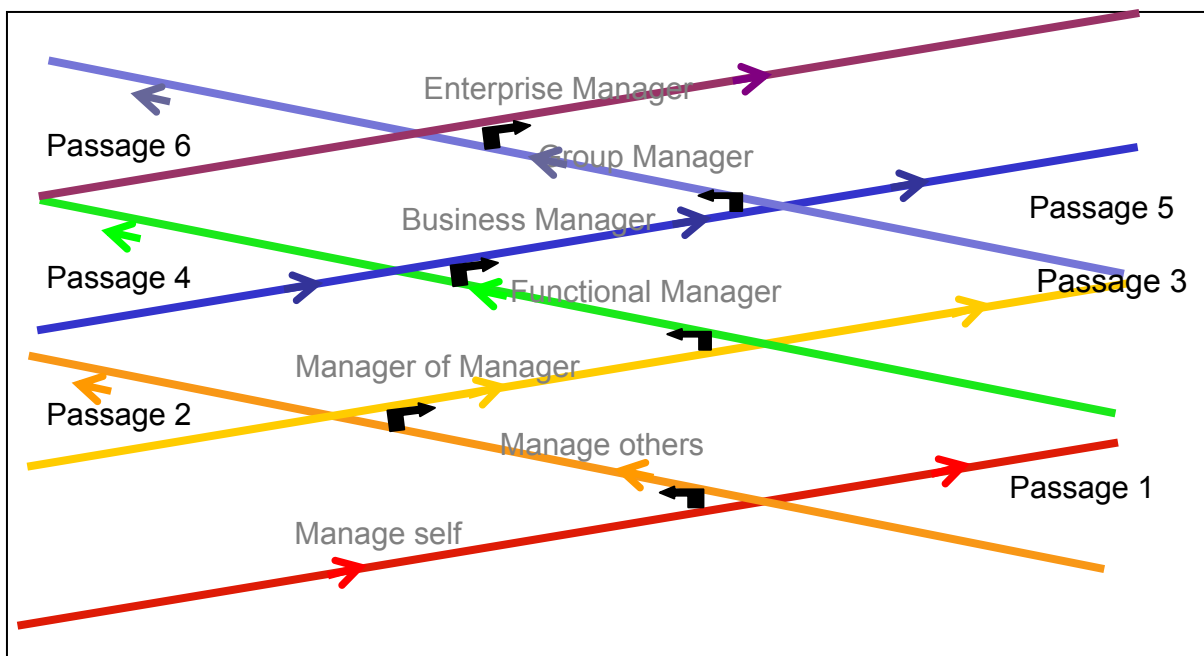 Enterprise Manager
Passage 6
Group Manager
Business Manager
Passage 5
Passage 4
Functional Manager
Passage 3
Manager of Manager
Passage 2
Manage others
Passage 1
Manage self